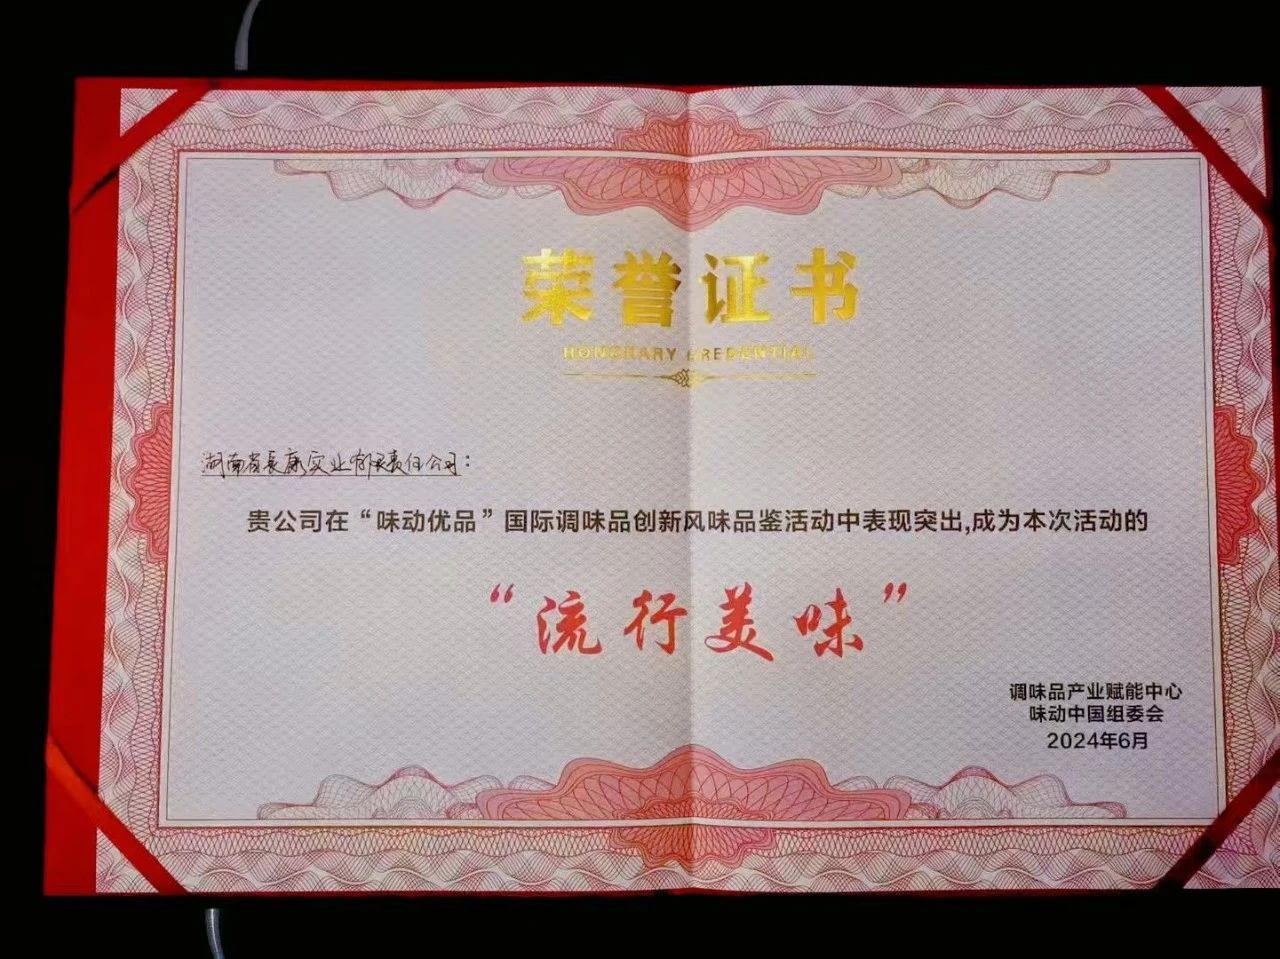 荣誉证书
HONORARY CREDENTIAL
湖南省长康实业有限责任公司：
贵公司在“味动优品”国际调味品创新风味品鉴活动中表现突出,成为本次活动的
“流行美味”
调味品产业赋能中心
味动中国组委会
2024年6月